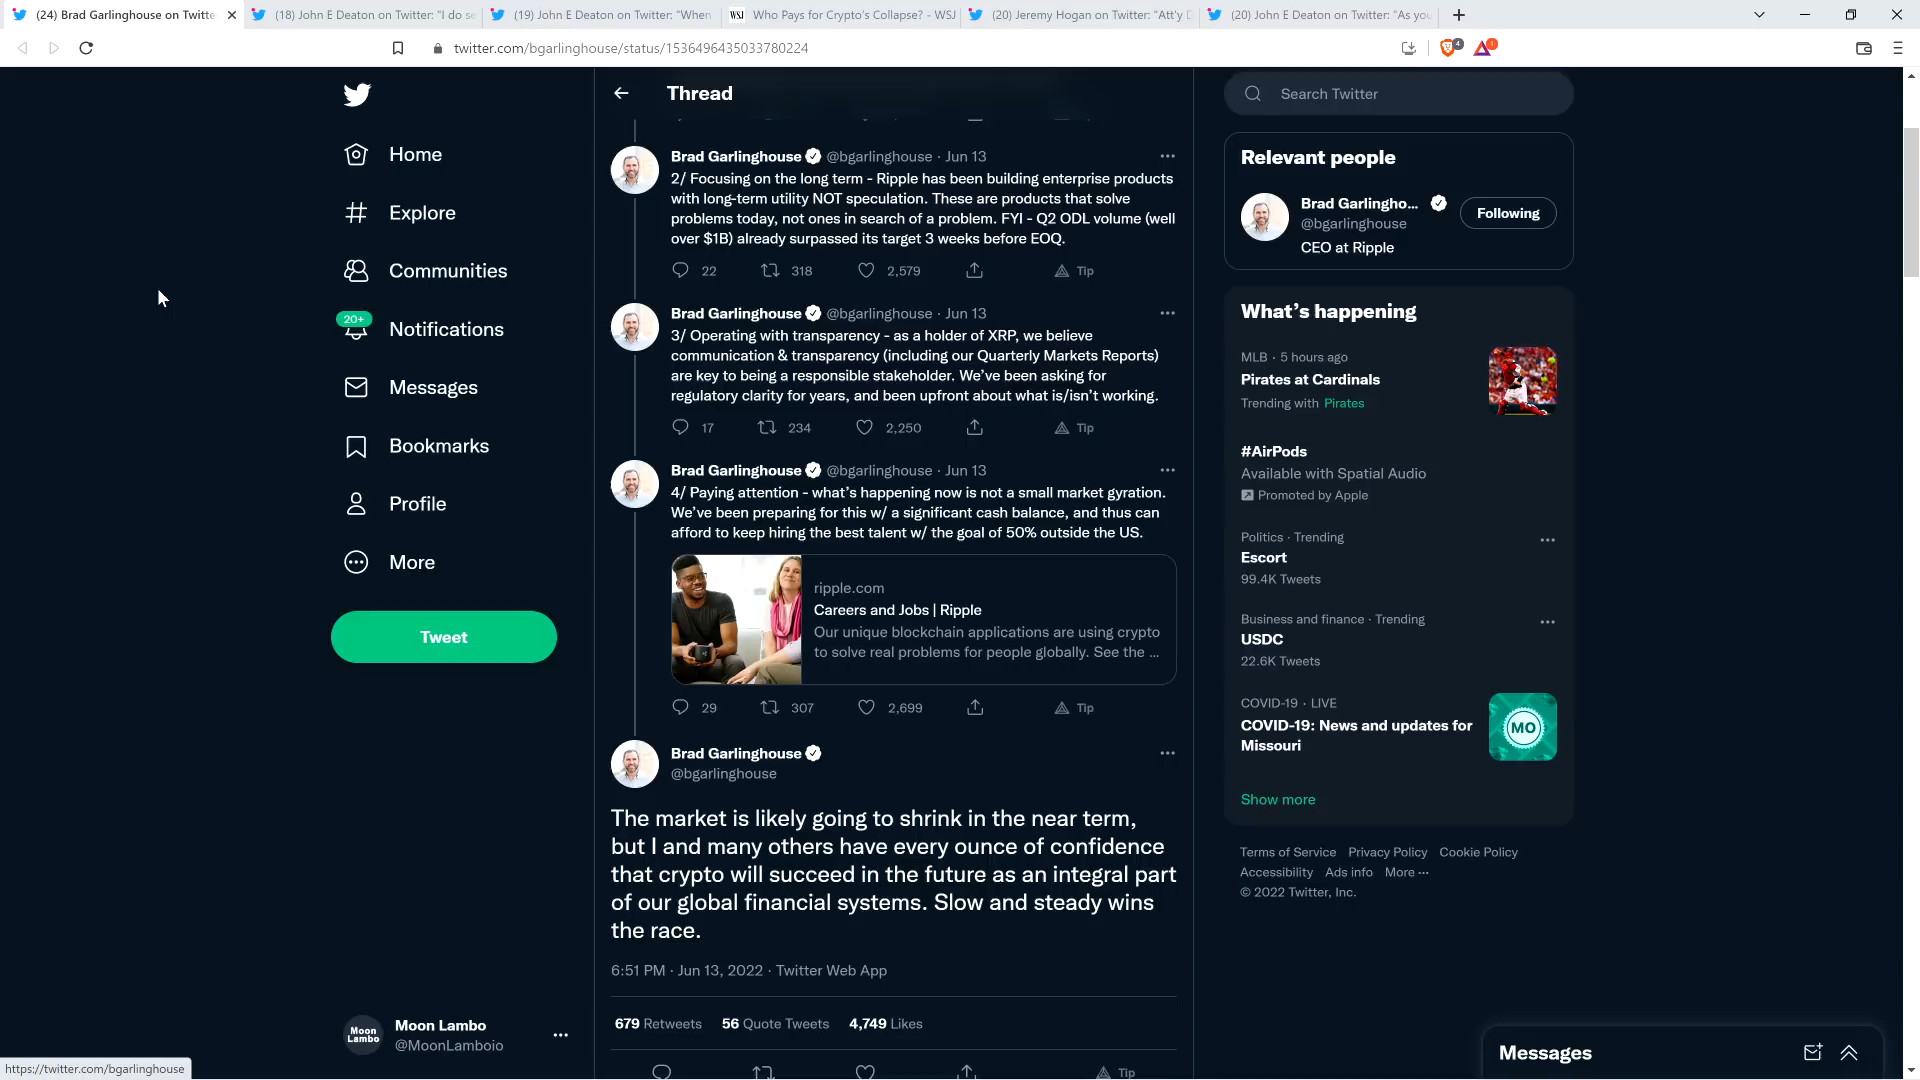 (24) Brad Garlinghouse on Twitte
(18) John E Deaton on Twitter: "I do se
(19) John E Deaton on Twitter: "When
WSJ Who Pays for Crypto's Collapse? - WSJ
(20) Jeremy Hogan on Twitter: "Att'y D
(20) John E Deaton on Twitter: "As you
twitter.com/bgarlinghouse/status/1536496435033780224
4
1
Home
Explore
Communities
20+
Notifications
Messages
Bookmarks
Profile
More
Tweet
Moon Lambo
Moon Lambo
@MoonLamboio
https://twitter.com/bgarlinghouse
Thread
Brad Garlinghouse @bgarlinghouse · Jun 13
2/ Focusing on the long term - Ripple has been building enterprise products
with long-term utility NOT speculation. These are products that solve
problems today, not ones in search of a problem. FYI - Q2 ODL volume (well
over $1B) already surpassed its target 3 weeks before EOQ.
22 318 2,579 Tip
Brad Garlinghouse @bgarlinghouse · Jun 13
3/ Operating with transparency - as a holder of XRP, we believe
communication & transparency (including our Quarterly Markets Reports)
are key to being a responsible stakeholder. We've been asking for
regulatory clarity for years, and been upfront about what is/isn't working.
17 234 2,250 Tip
Brad Garlinghouse @bgarlinghouse · Jun 13
4/ Paying attention - what's happening now is not a small market gyration.
We've been preparing for this w/ a significant cash balance, and thus can
afford to keep hiring the best talent w/ the goal of 50% outside the US.
ripple.com
Careers and Jobs | Ripple
Our unique blockchain applications are using crypto
to solve real problems for people globally. See the ...
29 307 2,699 Tip
Brad Garlinghouse
@bgarlinghouse
The market is likely going to shrink in the near term,
but I and many others have every ounce of confidence
that crypto will succeed in the future as an integral part
of our global financial systems. Slow and steady wins
the race.
6:51 PM · Jun 13, 2022 · Twitter Web App
679 Retweets 56 Quote Tweets 4,749 Likes
Tip
Search Twitter
Relevant people
Brad Garlingho...
@bgarlinghouse
Following
CEO at Ripple
What's happening
MLB · 5 hours ago
Pirates at Cardinals
Trending with Pirates
#AirPods
Available with Spatial Audio
Promoted by Apple
Politics · Trending
Escort
99.4K Tweets
Business and finance · Trending
USDC
22.6K Tweets
COVID-19 · LIVE
COVID-19: News and updates for
Missouri
MO
Show more
Terms of Service Privacy Policy Cookie Policy
Accessibility Ads info More ···
© 2022 Twitter, Inc.
Messages